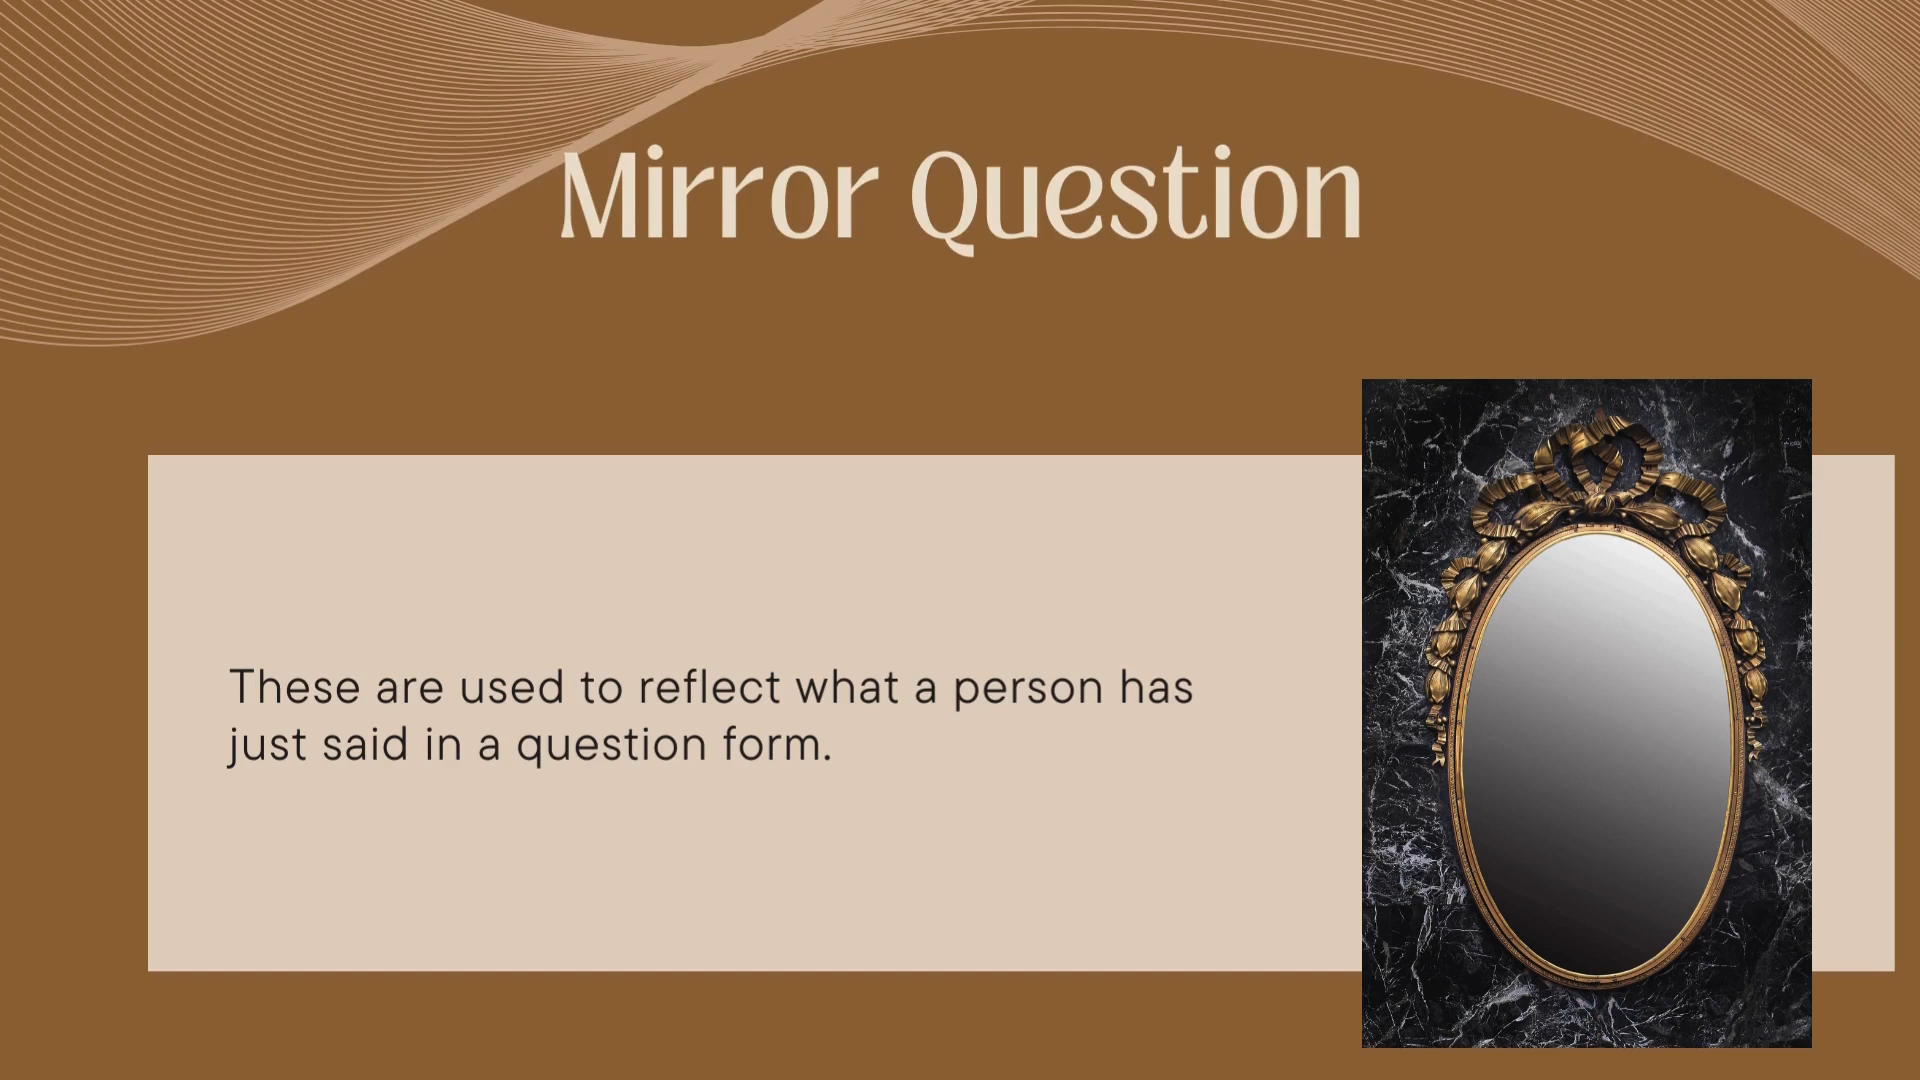 Mirror Question
These are used to reflect what a person has
just said in a question form.